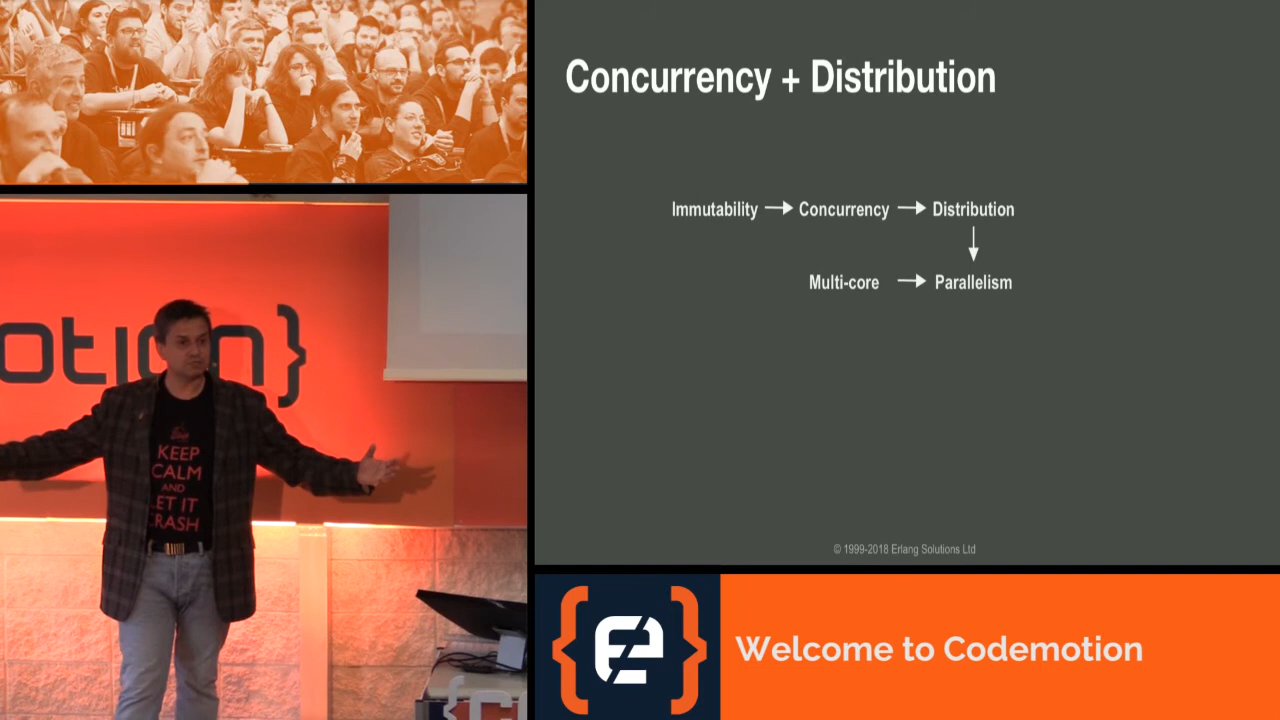 Concurrency + Distribution
Immutability → Concurrency → Distribution
Multi-core → Parallelism
© 1999-2018 Erlang Solutions Ltd
otion}
KEEP
CALM
AND
LET IT
CRASH
Welcome to Codemotion